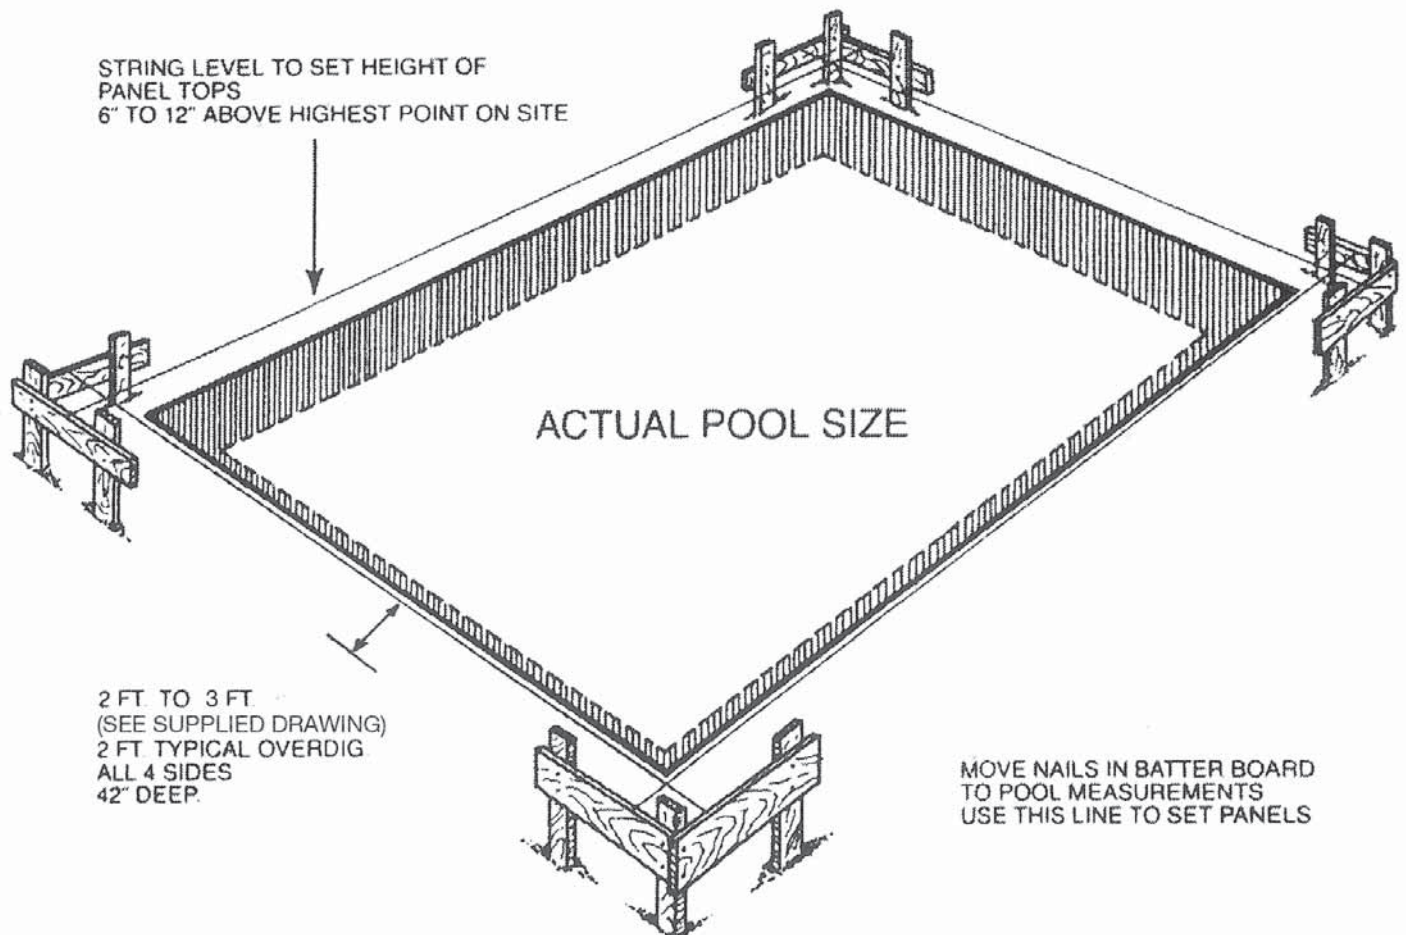 STRING LEVEL TO SET HEIGHT OF
PANEL TOPS
6" TO 12" ABOVE HIGHEST POINT ON SITE
ACTUAL POOL SIZE
2 FT. TO 3 FT.
(SEE SUPPLIED DRAWING)
2 FT. TYPICAL OVERDIG
ALL 4 SIDES
42" DEEP.
MOVE NAILS IN BATTER BOARD
TO POOL MEASUREMENTS
USE THIS LINE TO SET PANELS